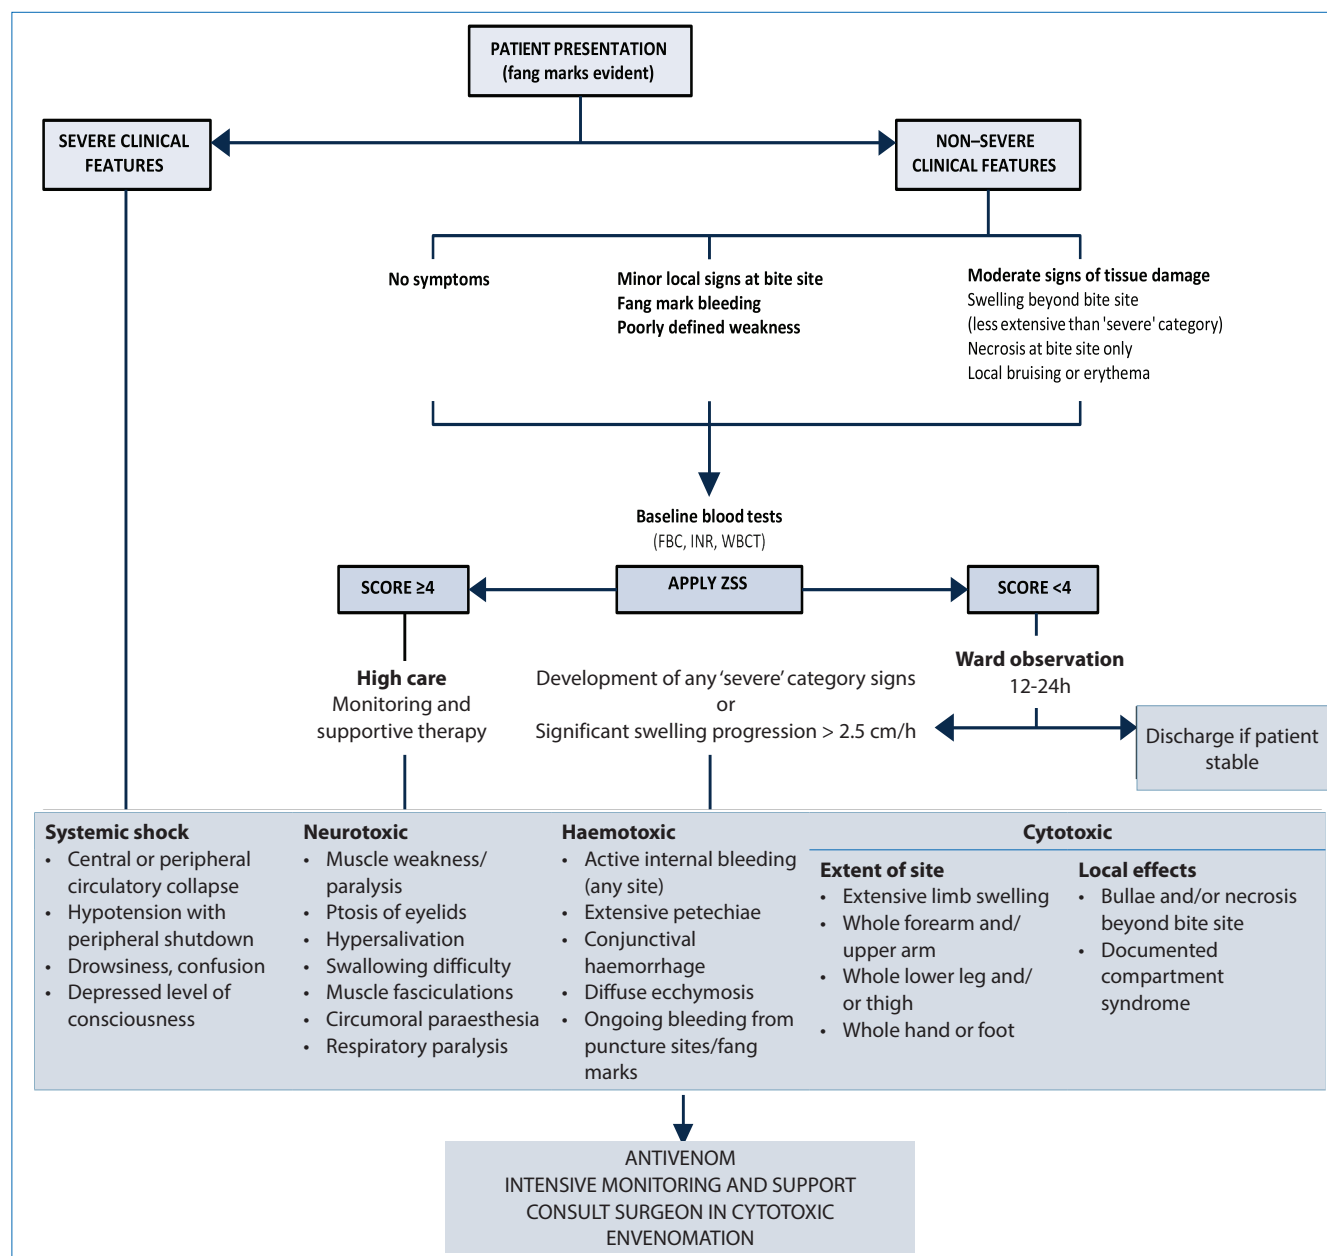 PATIENT PRESENTATION
(fang marks evident)
SEVERE CLINICAL
FEATURES
NON–SEVERE
CLINICAL FEATURES
No symptoms
Minor local signs at bite site
Fang mark bleeding
Poorly defined weakness
Moderate signs of tissue damage
Swelling beyond bite site
(less extensive than 'severe' category)
Necrosis at bite site only
Local bruising or erythema
Baseline blood tests
(FBC, INR, WBCT)
SCORE ≥4
APPLY ZSS
SCORE <4
High care
Monitoring and
supportive therapy
Development of any ‘severe’ category signs
or
Significant swelling progression > 2.5 cm/h
Ward observation
12-24h
Discharge if patient
stable
Systemic shock
• Central or peripheral
circulatory collapse
• Hypotension with
peripheral shutdown
• Drowsiness, confusion
• Depressed level of
consciousness
Neurotoxic
• Muscle weakness/
paralysis
• Ptosis of eyelids
• Hypersalivation
• Swallowing difficulty
• Muscle fasciculations
• Circumoral paraesthesia
• Respiratory paralysis
Haemotoxic
• Active internal bleeding
(any site)
• Extensive petechiae
• Conjunctival
haemorrhage
• Diffuse ecchymosis
• Ongoing bleeding from
puncture sites/fang
marks
Cytotoxic
Extent of site
• Extensive limb swelling
• Whole forearm and/
upper arm
• Whole lower leg and/
or thigh
• Whole hand or foot
Local effects
• Bullae and/or necrosis
beyond bite site
• Documented
compartment
syndrome
ANTIVENOM
INTENSIVE MONITORING AND SUPPORT
CONSULT SURGEON IN CYTOTOXIC
ENVENOMATION